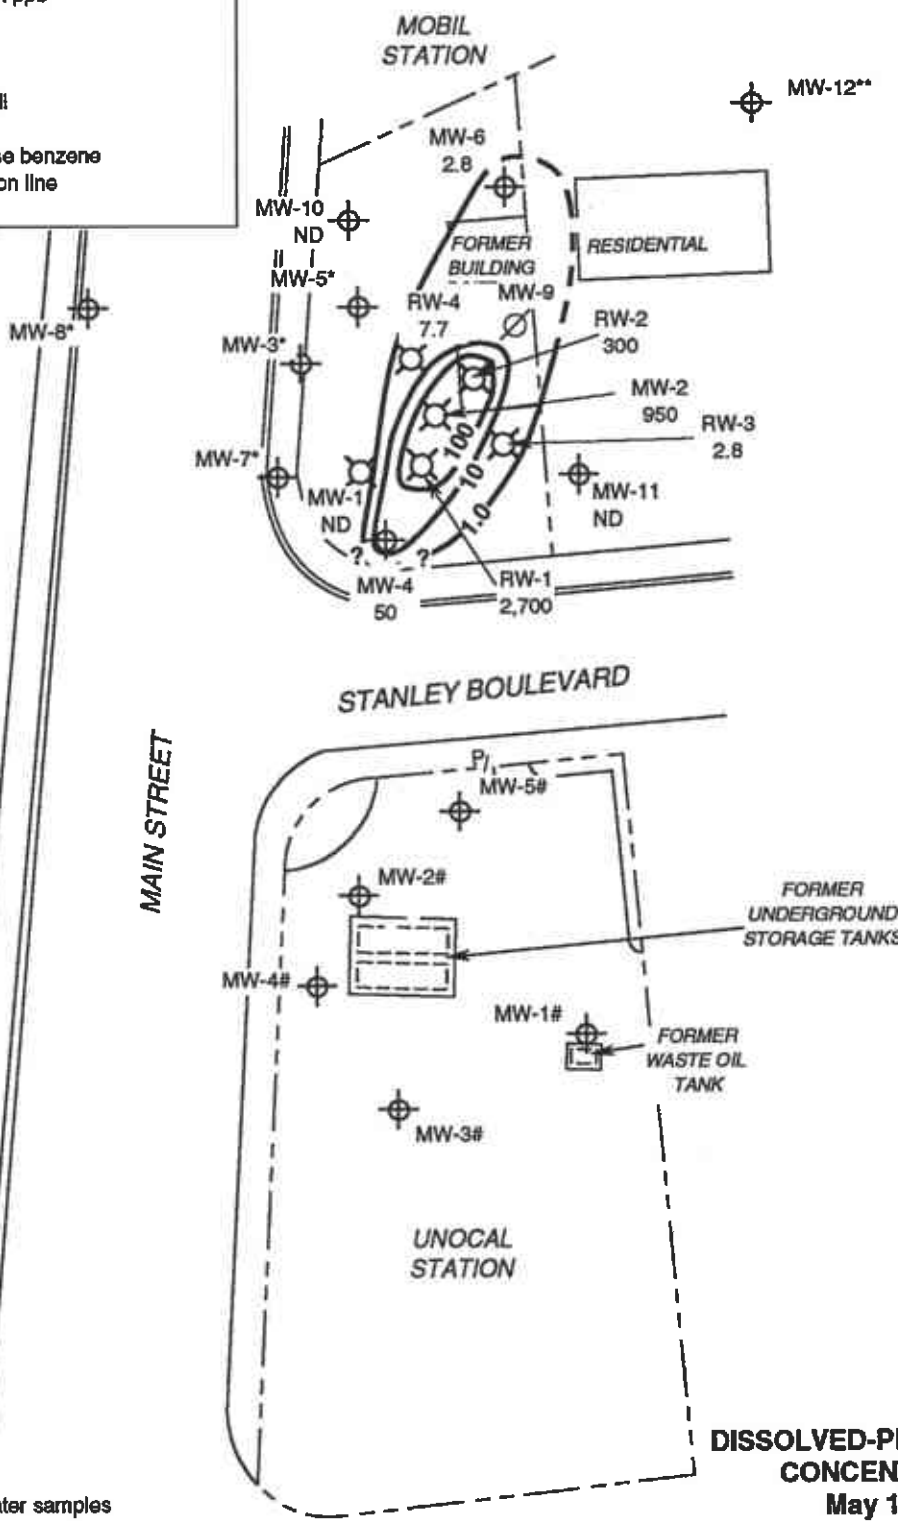 ppb
MOBIL
STATION
MW-12**
benzene
on line
MW-6
2.8
MW-10
ND
FORMER
BUILDING
RESIDENTIAL
MW-5*
MW-9
RW-4
7.7
RW-2
300
MW-8*
MW-3*
MW-2
950
RW-3
2.8
100
MW-7*
10
MW-11
ND
MW-1
ND
1.0
?
?
MW-4
50
RW-1
2,700
STANLEY BOULEVARD
MAIN STREET
P/L
MW-5#
MW-2#
FORMER
UNDERGROUND
STORAGE TANKS
MW-4#
MW-1#
FORMER
WASTE OIL
TANK
MW-3#
UNOCAL
STATION
DISSOLVED-P
CONCEN
May 1
samples